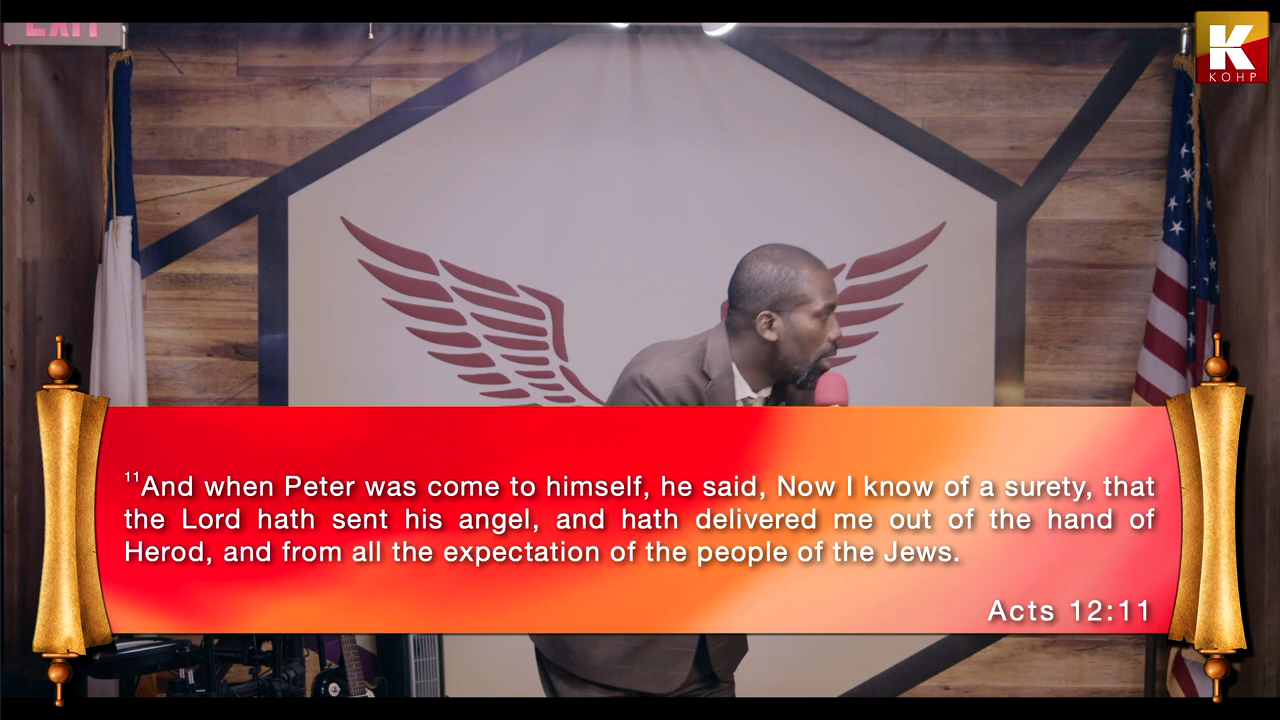 EXIT
K
KOHP
¹¹And when Peter was come to himself, he said, Now I know of a surety, that
the Lord hath sent his angel, and hath delivered me out of the hand of
Herod, and from all the expectation of the people of the Jews.
Acts 12:11